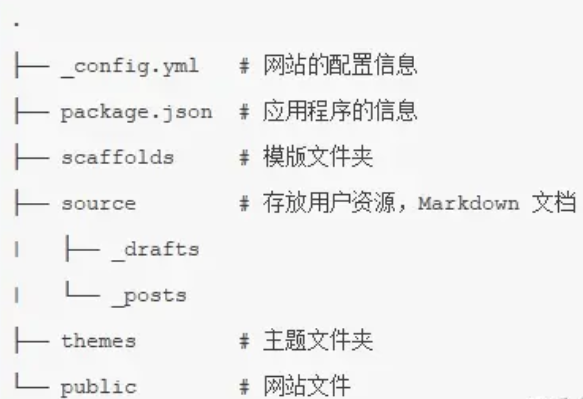 .
├── _config.yml # 网站的配置信息
├── package.json # 应用程序的信息
├── scaffolds # 模版文件夹
├── source # 存放用户资源，Markdown 文档
|   ├── _drafts
|   └── _posts
├── themes # 主题文件夹
└── public # 网站文件